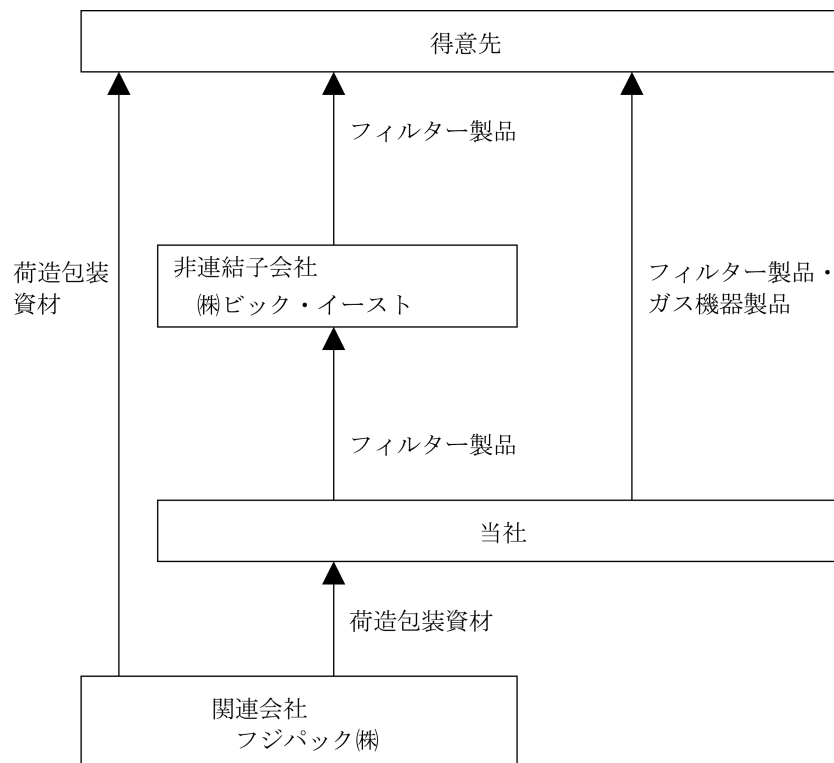 得意先
フィルター製品
荷造包装
資材
非連結子会社
㈱ビック・イースト
フィルター製品・
ガス機器製品
フィルター製品
当社
荷造包装資材
関連会社
フジパック㈱